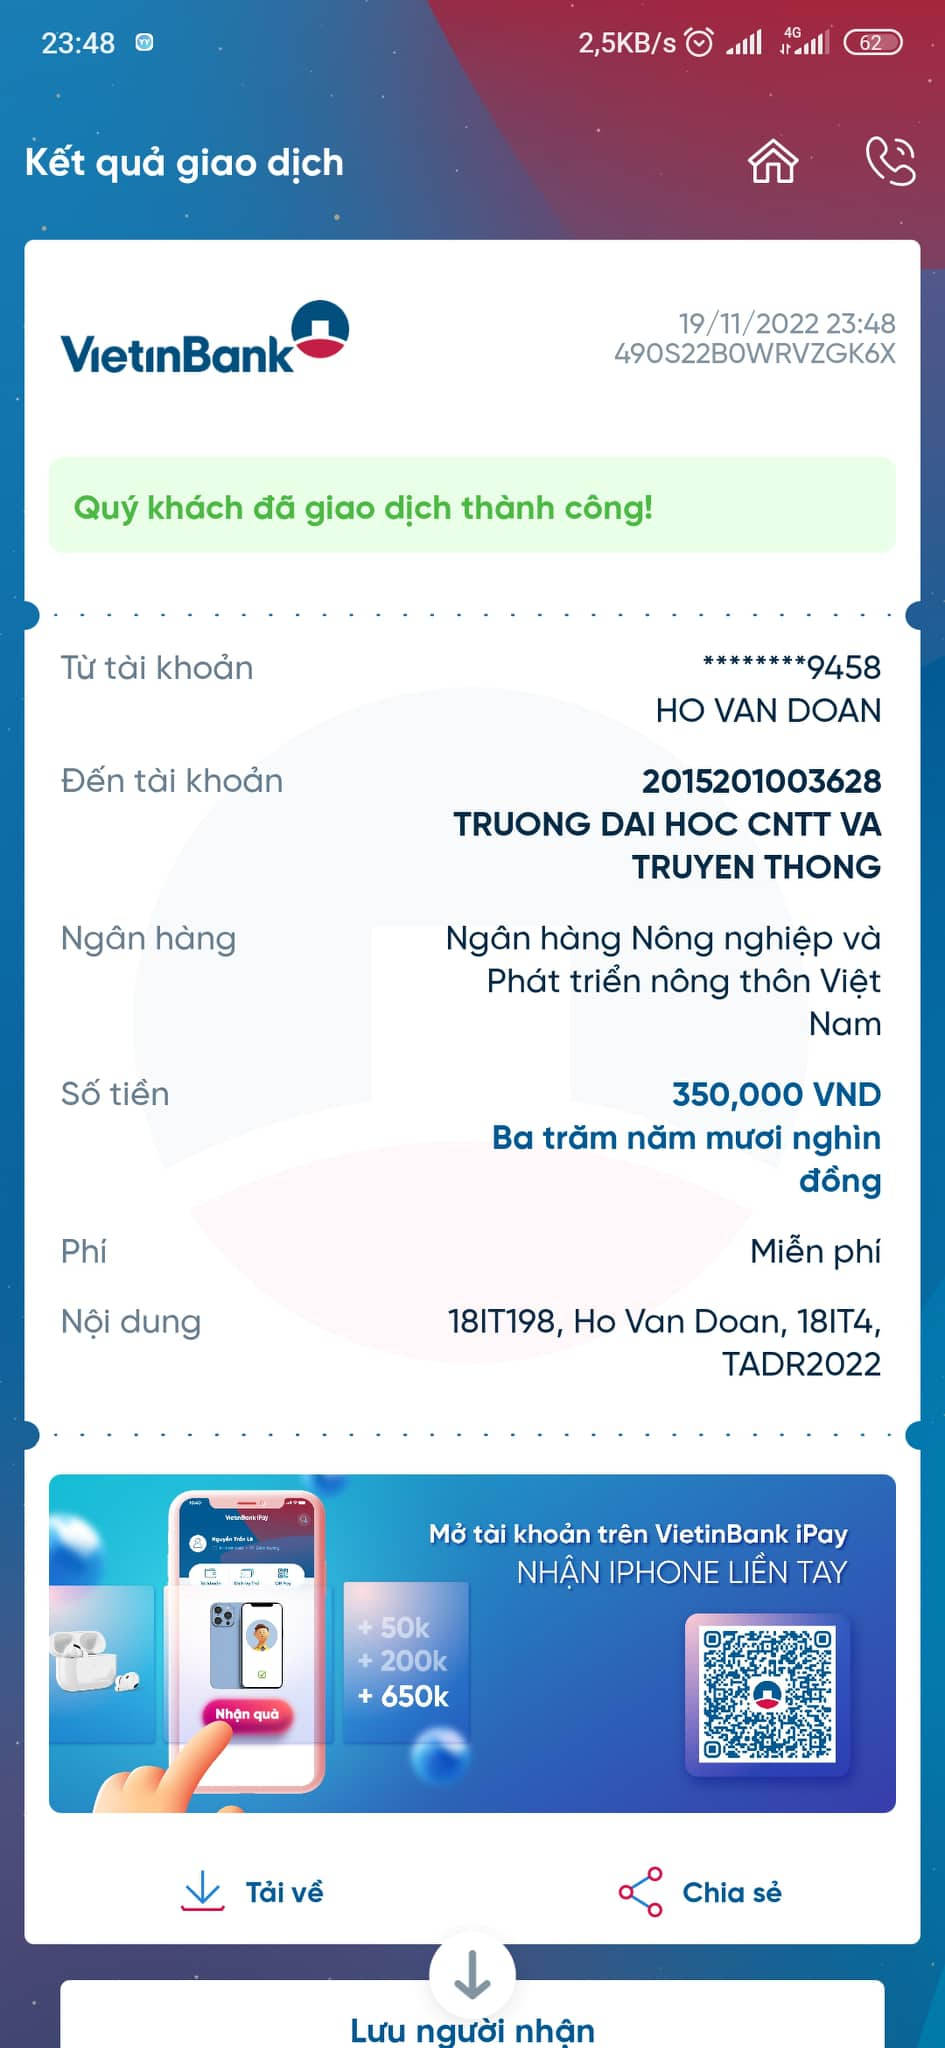 23:48
2,5KB/s 4G 62
Kết quả giao dịch
VietinBank
19/11/2022 23:48
490S22B0WRVZGK6X
Quý khách đã giao dịch thành công!
Từ tài khoản
********9458
HO VAN DOAN
Đến tài khoản
2015201003628
TRUONG DAI HOC CNTT VA
TRUYEN THONG
Ngân hàng
Ngân hàng Nông nghiệp và
Phát triển nông thôn Việt
Nam
Số tiền
350,000 VND
Ba trăm năm mươi nghìn
đồng
Phí
Miễn phí
Nội dung
18IT198, Ho Van Doan, 18IT4,
TADR2022
VietinBank iPay
Mở tài khoản trên VietinBank iPay
NHẬN IPHONE LIỀN TAY
+ 50k
+ 200k
+ 650k
Nhận quà
Tải về
Chia sẻ
Lưu người nhận